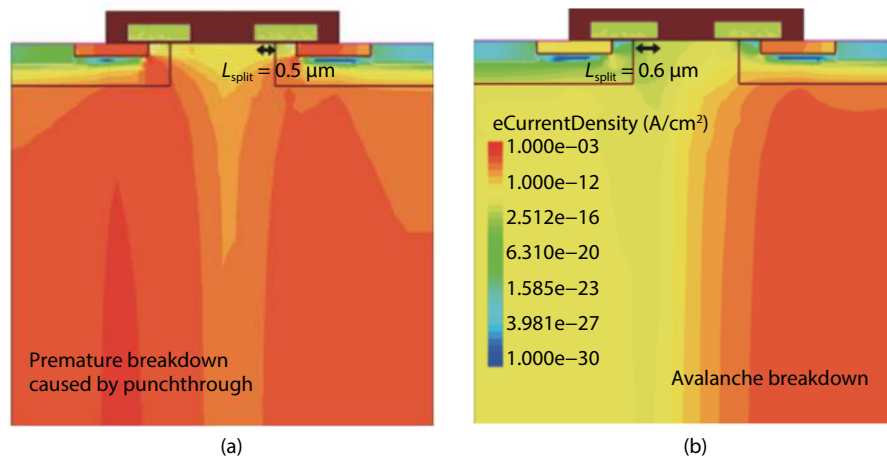 L_split = 0.5 µm
Premature breakdown
caused by punchthrough
(a)
L_split = 0.6 µm
eCurrentDensity (A/cm²)
1.000e−03
1.000e−12
2.512e−16
6.310e−20
1.585e−23
3.981e−27
1.000e−30
Avalanche breakdown
(b)